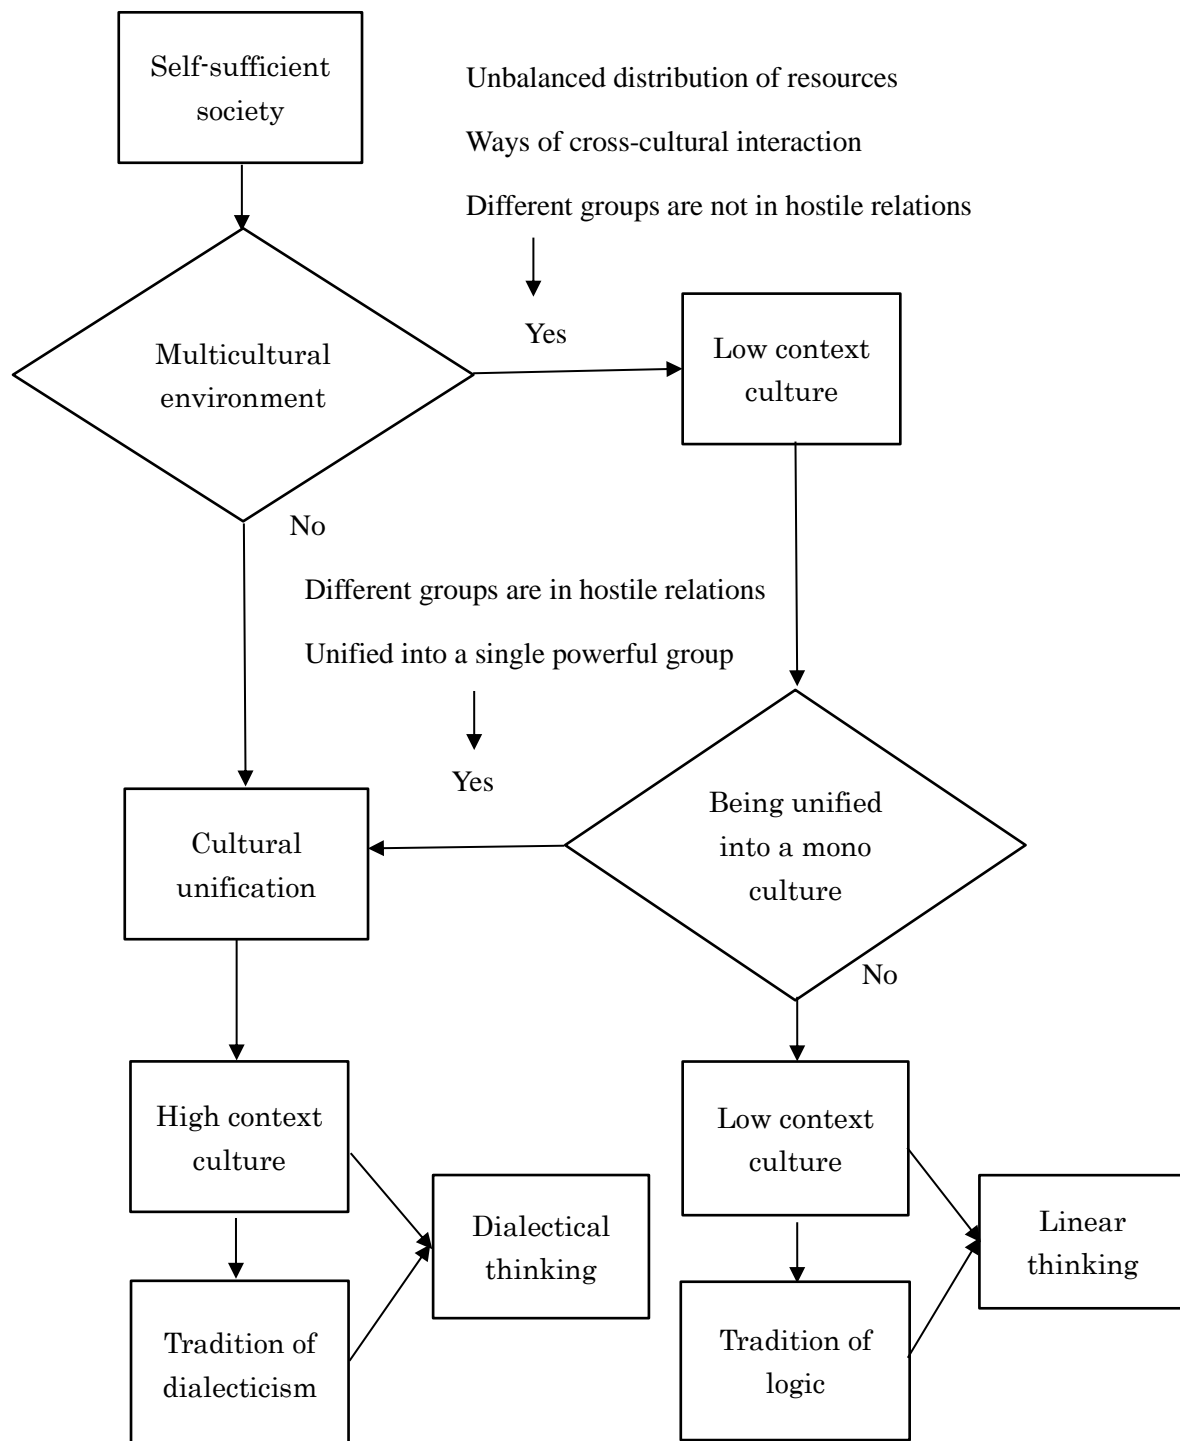 Self-sufficient
society
Unbalanced distribution of resources
Ways of cross-cultural interaction
Different groups are not in hostile relations
Yes
Multicultural
environment
Low context
culture
No
Different groups are in hostile relations
Unified into a single powerful group
Yes
Cultural
unification
Being unified
into a mono
culture
No
High context
culture
Low context
culture
Dialectical
thinking
Linear
thinking
Tradition of
dialecticism
Tradition of
logic